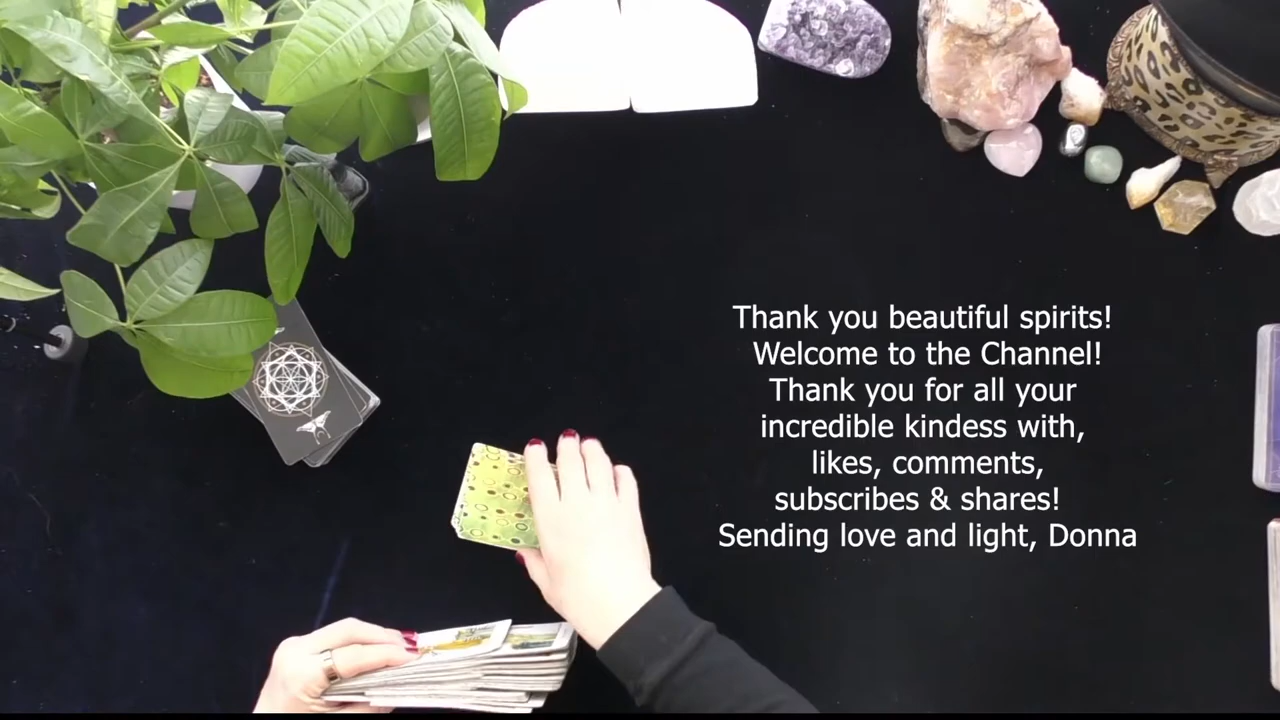 Thank you beautiful spirits!
Welcome to the Channel!
Thank you for all your
incredible kindess with,
likes, comments,
subscribes & shares!
Sending love and light, Donna